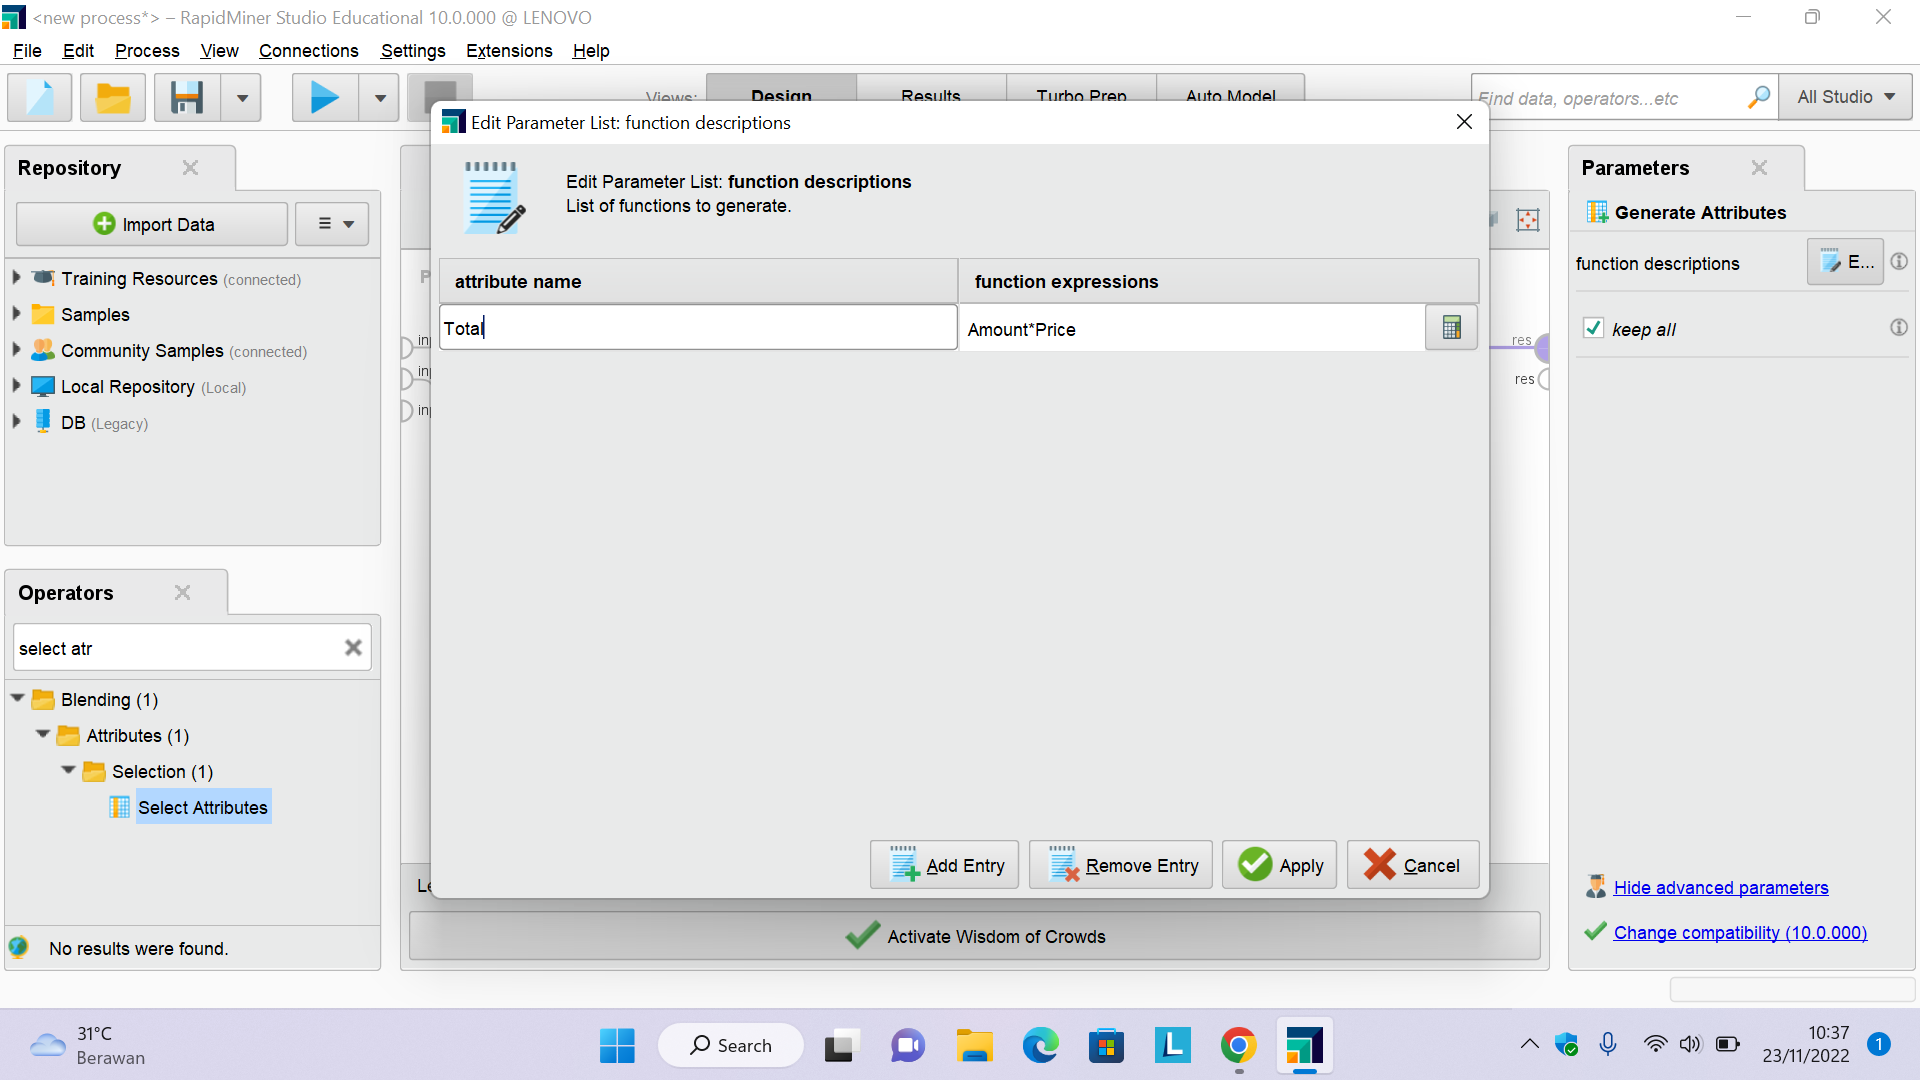 <new process*> – RapidMiner Studio Educational 10.0.000 @ LENOVO
File Edit Process View Connections Settings Extensions Help
Views: Design Results Turbo Prep Auto Model
Find data, operators...etc
All Studio
Edit Parameter List: function descriptions
Repository
Import Data
Training Resources (connected)
Samples
Community Samples (connected)
Local Repository (Local)
DB (Legacy)
Operators
select atr
Blending (1)
Attributes (1)
Selection (1)
Select Attributes
No results were found.
Edit Parameter List: function descriptions
List of functions to generate.
attribute name function expressions
Total Amount*Price
res
res
Add Entry Remove Entry Apply Cancel
Activate Wisdom of Crowds
Parameters
Generate Attributes
function descriptions E...
keep all
Hide advanced parameters
Change compatibility (10.0.000)
31°C
Berawan
Search
10:37
23/11/2022
1